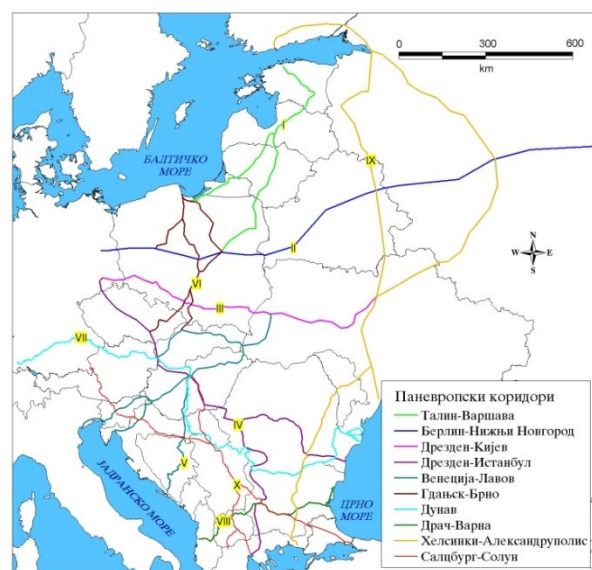 0 300 600
km
I
БАЛТИЧКО
МОРЕ
IX
N
W E
S
II
VI
III
VII
IV
V
X
VIII
ЈАДРАНСКО МОРЕ
ЦРНО
МОРЕ
Паневропски коридори
Талин-Варшава
Берлин-Нижњи Новгород
Дрезден-Кијев
Дрезден-Истанбул
Венеција-Лавов
Гдањск-Брно
Дунав
Драч-Варна
Хелсинки-Александруполис
Салцбург-Солун